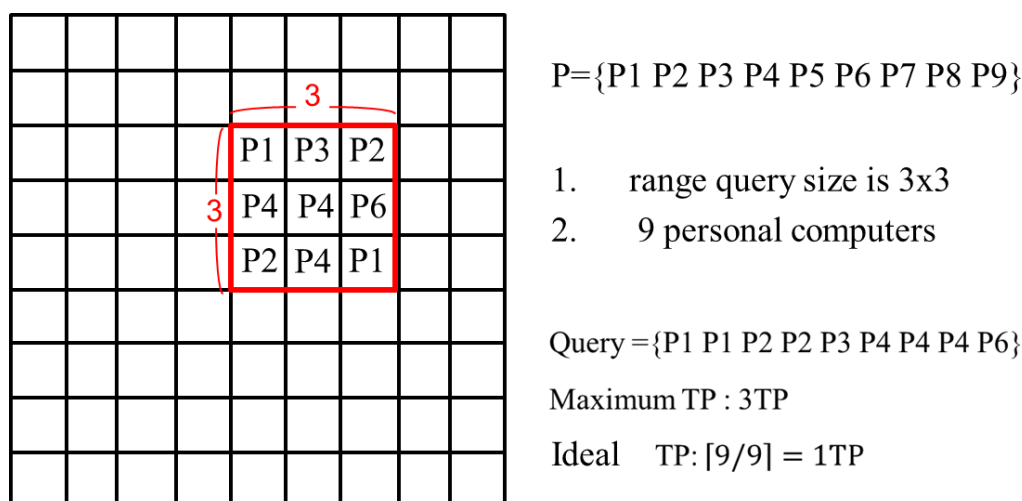 P={P1 P2 P3 P4 P5 P6 P7 P8 P9}
3
3
P1 P3 P2
P4 P4 P6
P2 P4 P1
1. range query size is 3x3
2. 9 personal computers
Query ={P1 P1 P2 P2 P3 P4 P4 P4 P6}
Maximum TP : 3TP
Ideal TP: ⌈9/9⌉ = 1TP